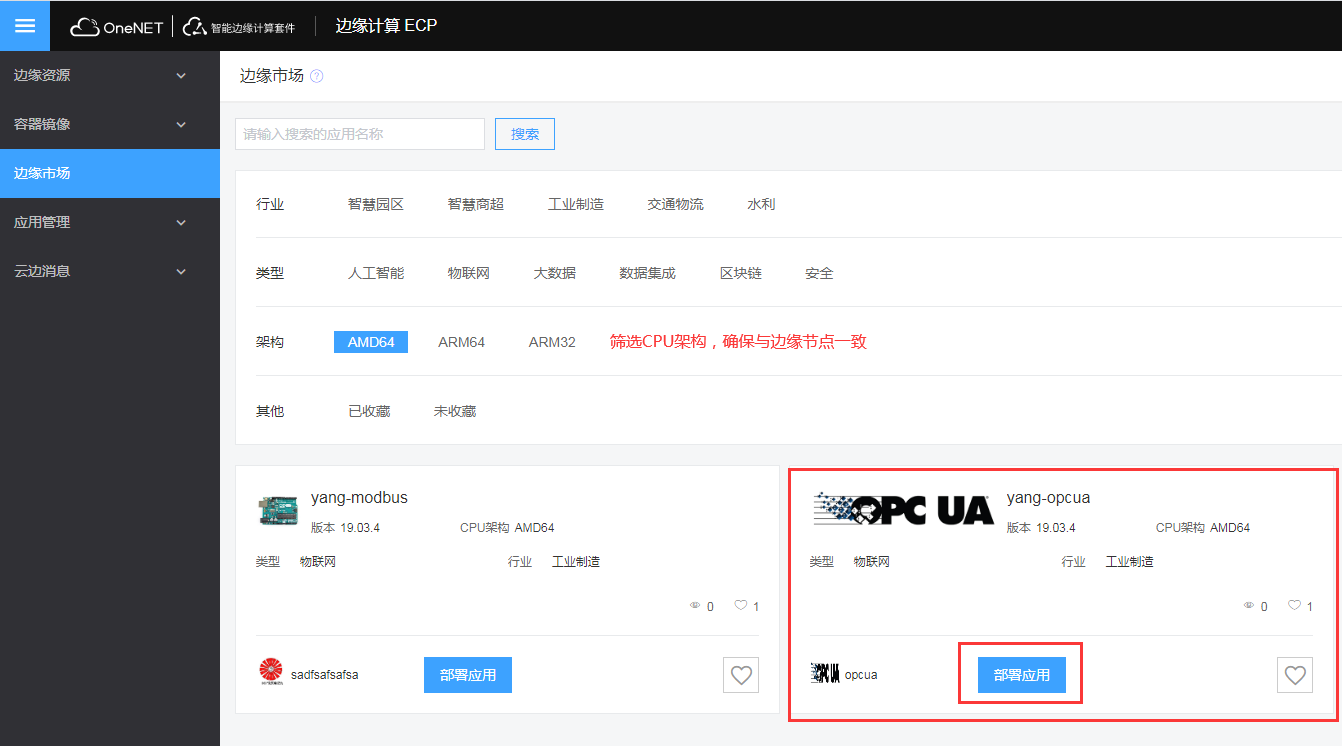 OneNET 智能边缘计算套件 边缘计算 ECP
边缘资源
容器镜像
边缘市场
应用管理
云边消息
边缘市场 ?
请输入搜索的应用名称 搜索
行业 智慧园区 智慧商超 工业制造 交通物流 水利
类型 人工智能 物联网 大数据 数据集成 区块链 安全
架构 AMD64 ARM64 ARM32 筛选CPU架构，确保与边缘节点一致
其他 已收藏 未收藏
yang-modbus
版本 19.03.4 CPU架构 AMD64
类型 物联网 行业 工业制造
0 1
sadfsafsafsa 部署应用
OPC UA yang-opcua
版本 19.03.4 CPU架构 AMD64
类型 物联网 行业 工业制造
0 1
OPC UA opcua 部署应用